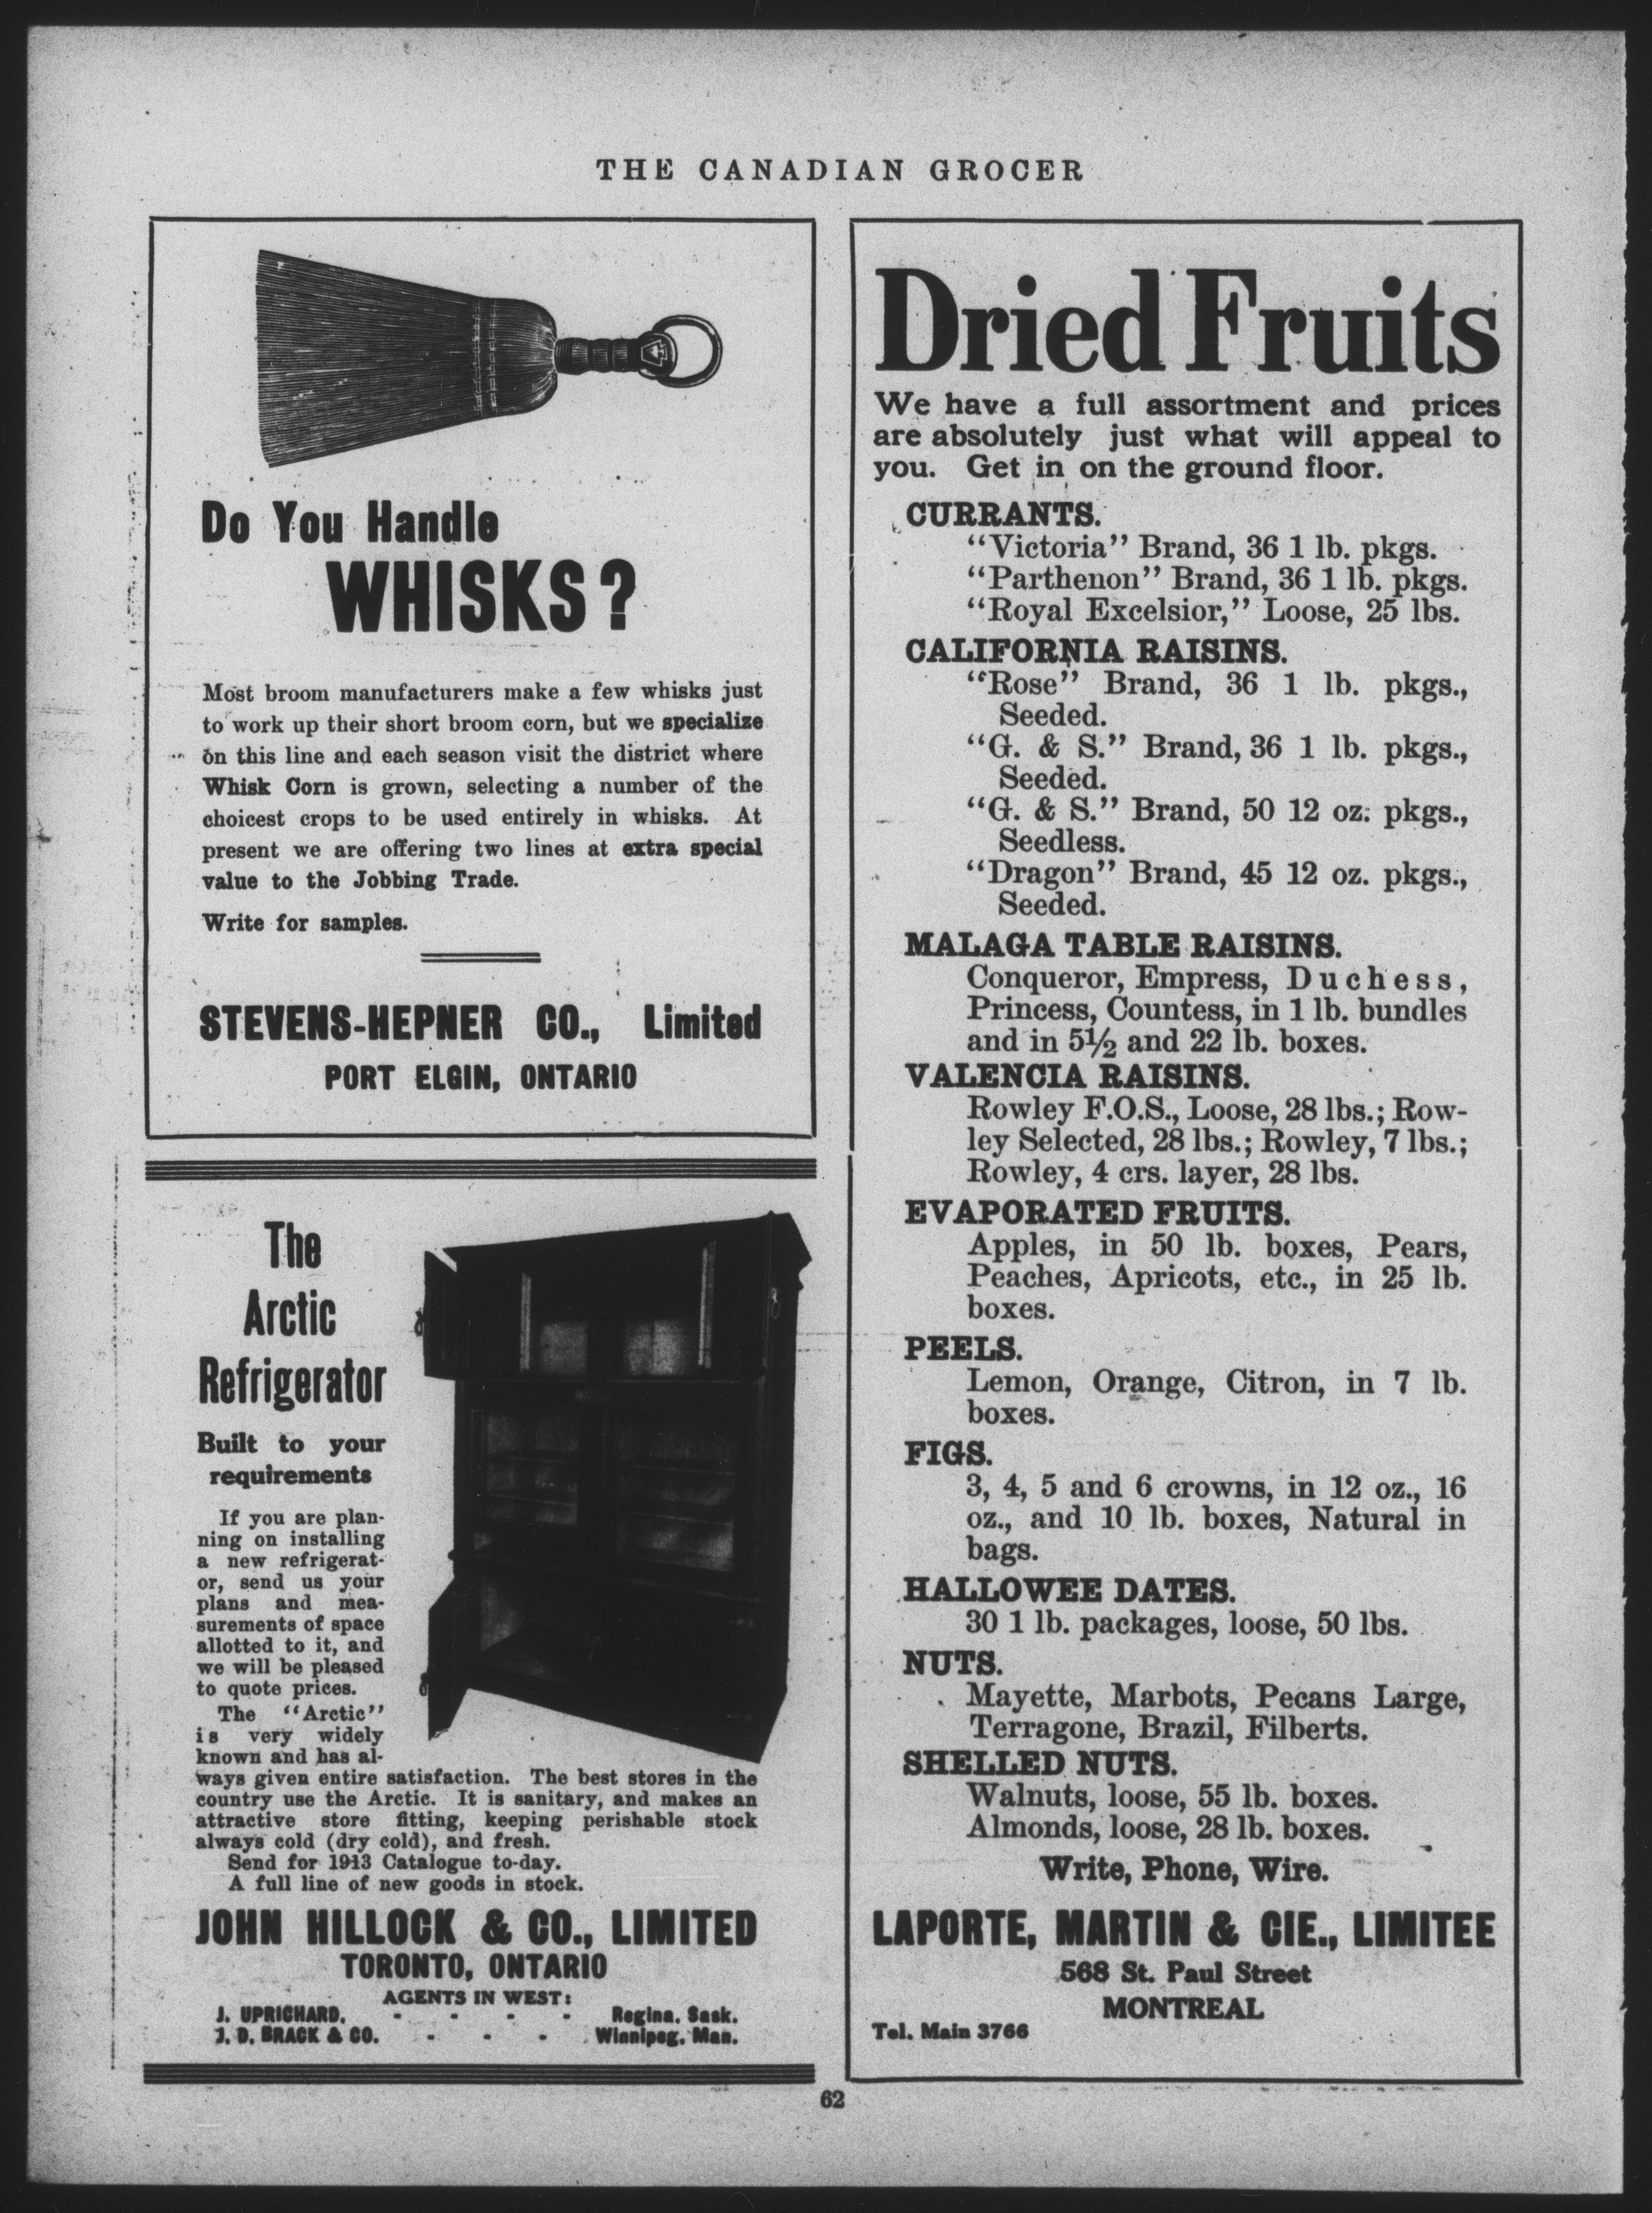 THE CANADIAN GROCER
Do You Handle
WHISKS?
Most broom manufacturers make a few whisks just
to work up their short broom corn, but we specialize
on this line and each season visit the district where
Whisk Corn is grown, selecting a number of the
choicest crops to be used entirely in whisks. At
present we are offering two lines at extra special
value to the Jobbing Trade.
Write for samples.
STEVENS-HEPNER CO., Limited
PORT ELGIN, ONTARIO
The
Arctic
Refrigerator
Built to your
requirements
If you are plan-
ning on installing
a new refrigerat-
or, send us your
plans and mea-
surements of space
allotted to it, and
we will be pleased
to quote prices.
The "Arctic"
is very widely
known and has al-
ways given entire satisfaction. The best stores in the
country use the Arctic. It is sanitary, and makes an
attractive store fitting, keeping perishable stock
always cold (dry cold), and fresh.
Send for 1913 Catalogue to-day.
A full line of new goods in stock.
JOHN HILLOCK & CO., LIMITED
TORONTO, ONTARIO
AGENTS IN WEST:
J. UPRICHARD, - - - - Regina, Sask.
J. D. BRACK & CO. - - - Winnipeg, Man.
Dried Fruits
We have a full assortment and prices
are absolutely just what will appeal to
you. Get in on the ground floor.
CURRANTS.
"Victoria" Brand, 36 1 lb. pkgs.
"Parthenon" Brand, 36 1 lb. pkgs.
"Royal Excelsior," Loose, 25 lbs.
CALIFORNIA RAISINS.
"Rose" Brand, 36 1 lb. pkgs.,
Seeded.
"G. & S." Brand, 36 1 lb. pkgs.,
Seeded.
"G. & S." Brand, 50 12 oz. pkgs.,
Seedless.
"Dragon" Brand, 45 12 oz. pkgs.,
Seeded.
MALAGA TABLE RAISINS.
Conqueror, Empress, Duchess,
Princess, Countess, in 1 lb. bundles
and in 5½ and 22 lb. boxes.
VALENCIA RAISINS.
Rowley F.O.S., Loose, 28 lbs.; Row-
ley Selected, 28 lbs.; Rowley, 7 lbs.;
Rowley, 4 crs. layer, 28 lbs.
EVAPORATED FRUITS.
Apples, in 50 lb. boxes, Pears,
Peaches, Apricots, etc., in 25 lb.
boxes.
PEELS.
Lemon, Orange, Citron, in 7 lb.
boxes.
FIGS.
3, 4, 5 and 6 crowns, in 12 oz., 16
oz., and 10 lb. boxes, Natural in
bags.
HALLOWEE DATES.
30 1 lb. packages, loose, 50 lbs.
NUTS.
Mayette, Marbots, Pecans Large,
Terragone, Brazil, Filberts.
SHELLED NUTS.
Walnuts, loose, 55 lb. boxes.
Almonds, loose, 28 lb. boxes.
Write, Phone, Wire.
LAPORTE, MARTIN & CIE., LIMITEE
568 St. Paul Street
MONTREAL
Tel. Main 3766
62